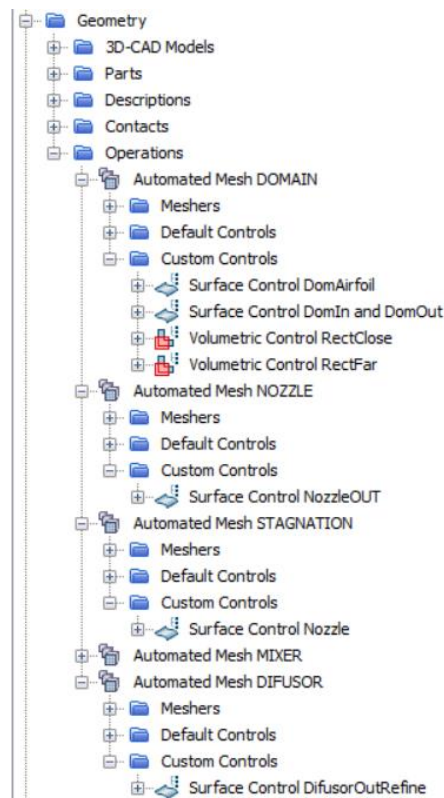 Geometry
3D-CAD Models
Parts
Descriptions
Contacts
Operations
Automated Mesh DOMAIN
Meshers
Default Controls
Custom Controls
Surface Control DomAirfoil
Surface Control DomIn and DomOut
Volumetric Control RectClose
Volumetric Control RectFar
Automated Mesh NOZZLE
Meshers
Default Controls
Custom Controls
Surface Control NozzleOUT
Automated Mesh STAGNATION
Meshers
Default Controls
Custom Controls
Surface Control Nozzle
Automated Mesh MIXER
Automated Mesh DIFUSOR
Meshers
Default Controls
Custom Controls
Surface Control DifusorOutRefine